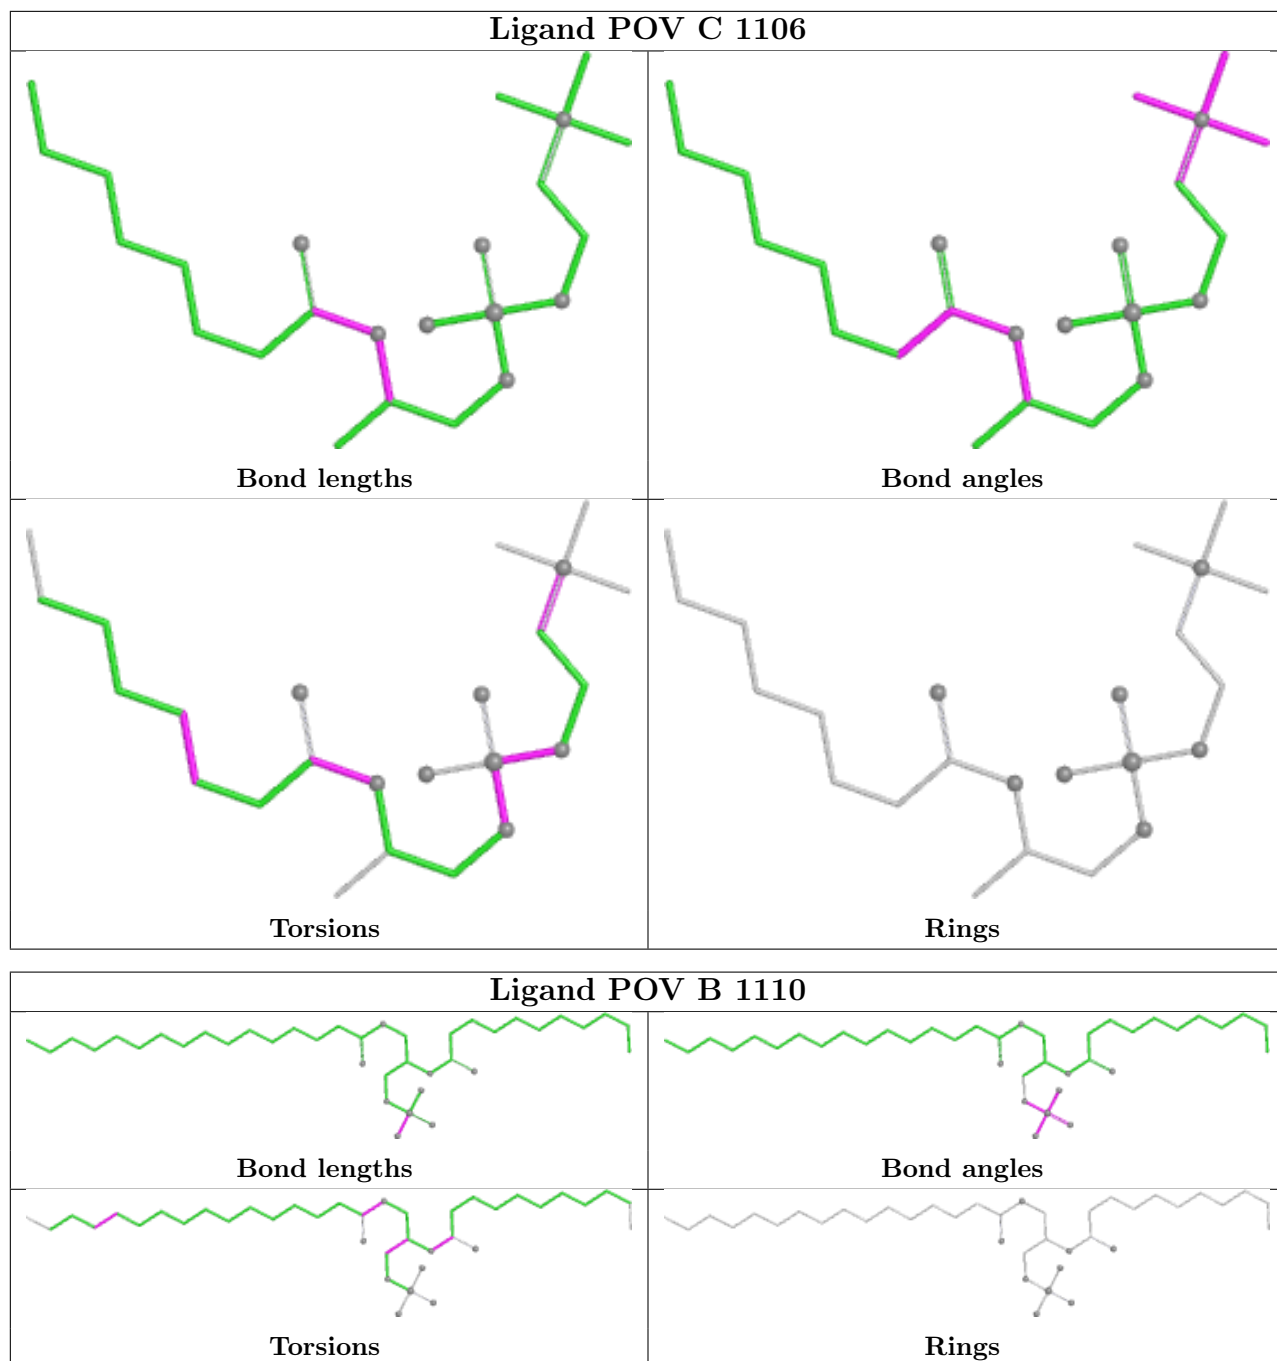 Ligand POV C 1106
Bond lengths
Bond angles
Torsions
Rings
Ligand POV B 1110
Bond lengths
Bond angles
Torsions
Rings